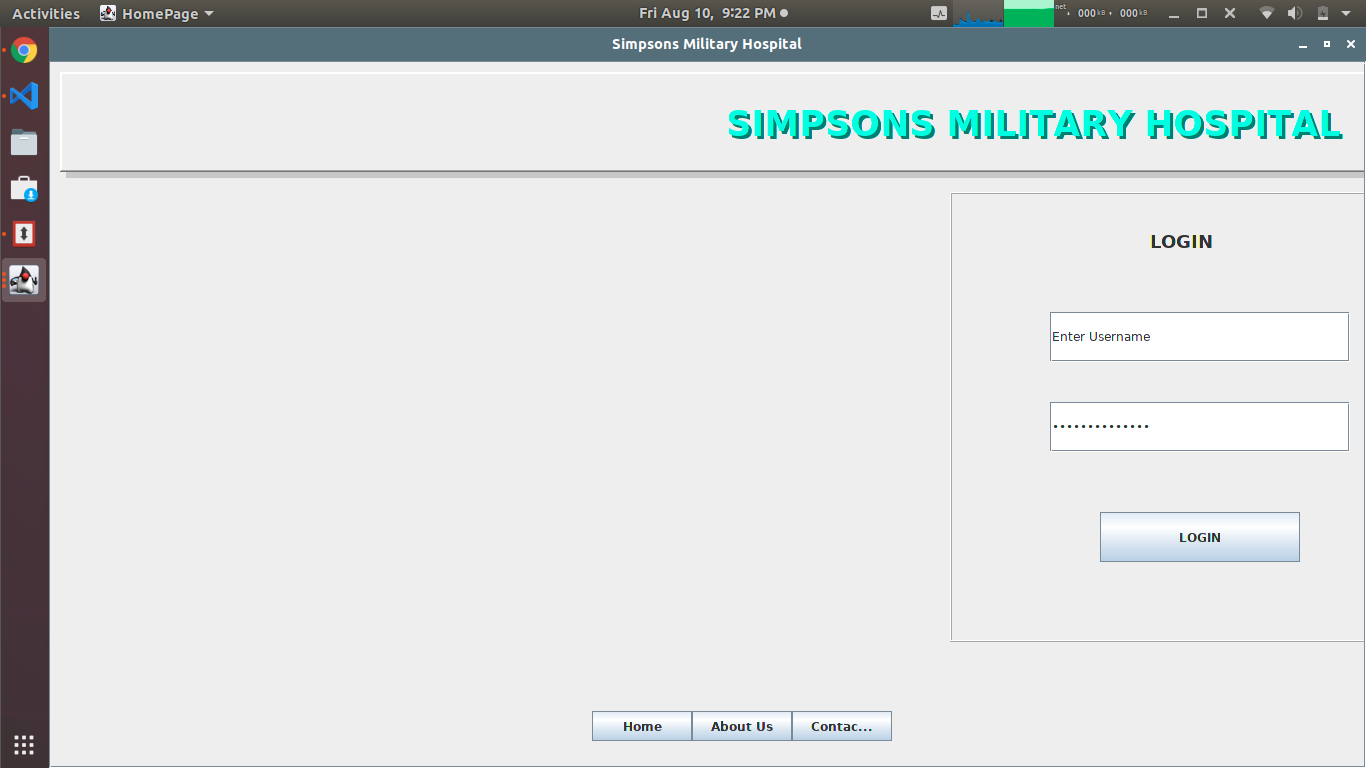 Activities HomePage Fri Aug 10, 9:22 PM net 000 kB 000 kB
Simpsons Military Hospital
SIMPSONS MILITARY HOSPITAL
LOGIN
Enter Username
••••••••••••••
LOGIN
Home About Us Contac...